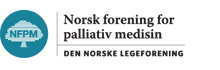 NFPM
Norsk forening for
palliativ medisin
DEN NORSKE LEGEFORENING